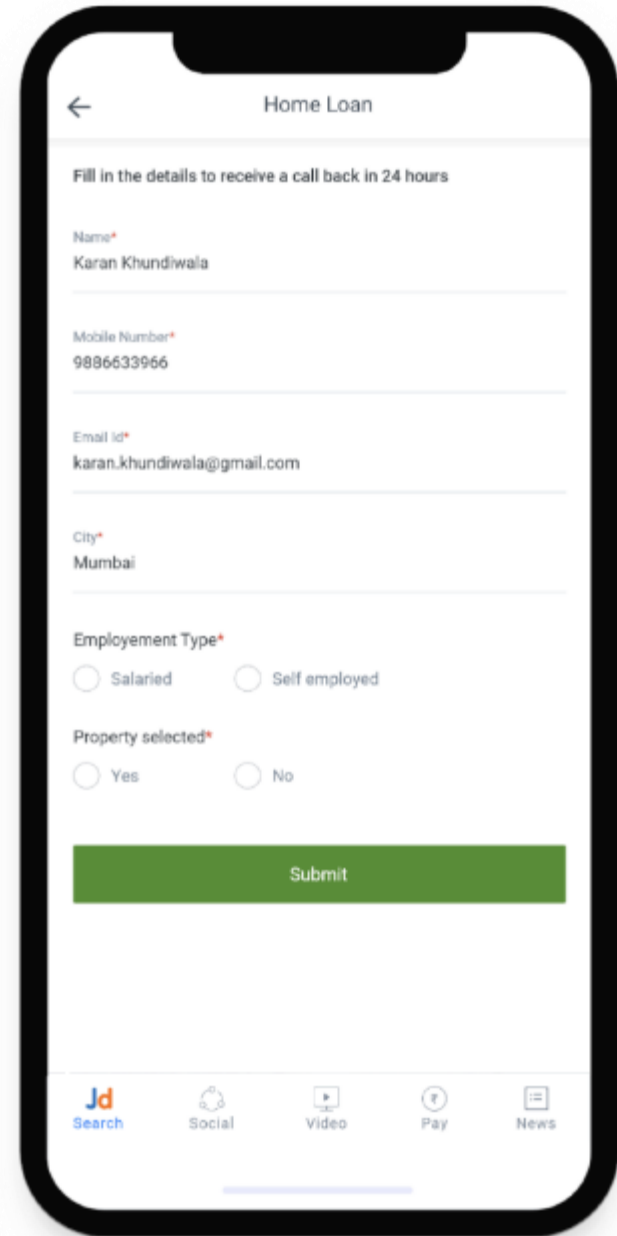 Home Loan
Fill in the details to receive a call back in 24 hours
Name*
Karan Khundiwala
Mobile Number*
9886633966
Email Id*
karan.khundiwala@gmail.com
City*
Mumbai
Employement Type*
Salaried Self employed
Property selected*
Yes No
Submit
Jd
Search Social Video Pay News